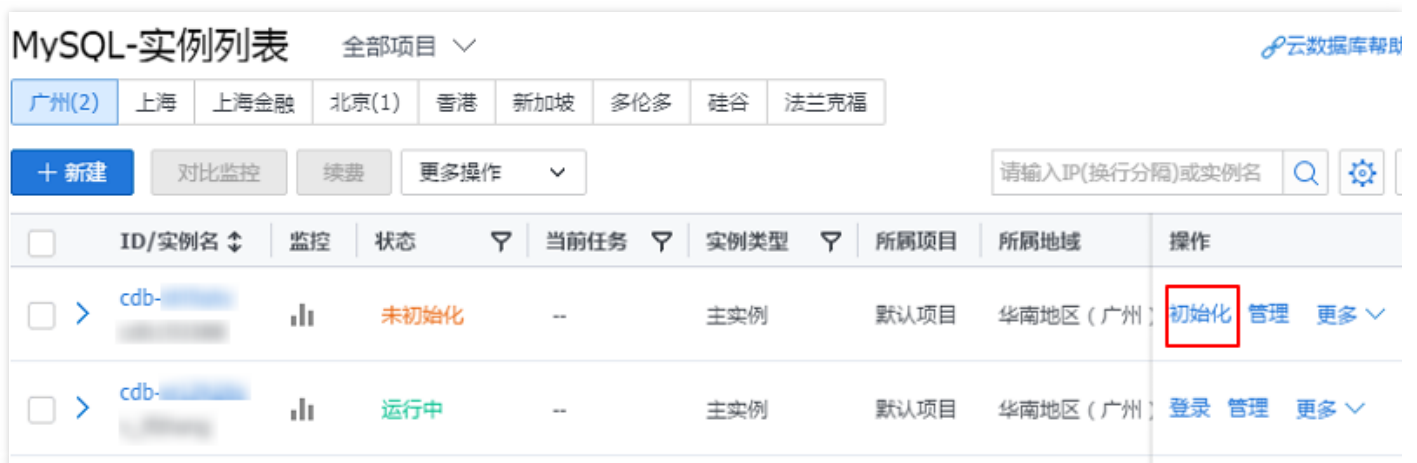 MySQL-实例列表 全部项目 云数据库帮助
广州(2) 上海 上海金融 北京(1) 香港 新加坡 多伦多 硅谷 法兰克福
+ 新建 对比监控 续费 更多操作 请输入IP(换行分隔)或实例名
ID/实例名 监控 状态 当前任务 实例类型 所属项目 所属地域 操作
cdb- 未初始化 -- 主实例 默认项目 华南地区（广州） 初始化 管理 更多
cdb- 运行中 -- 主实例 默认项目 华南地区（广州） 登录 管理 更多